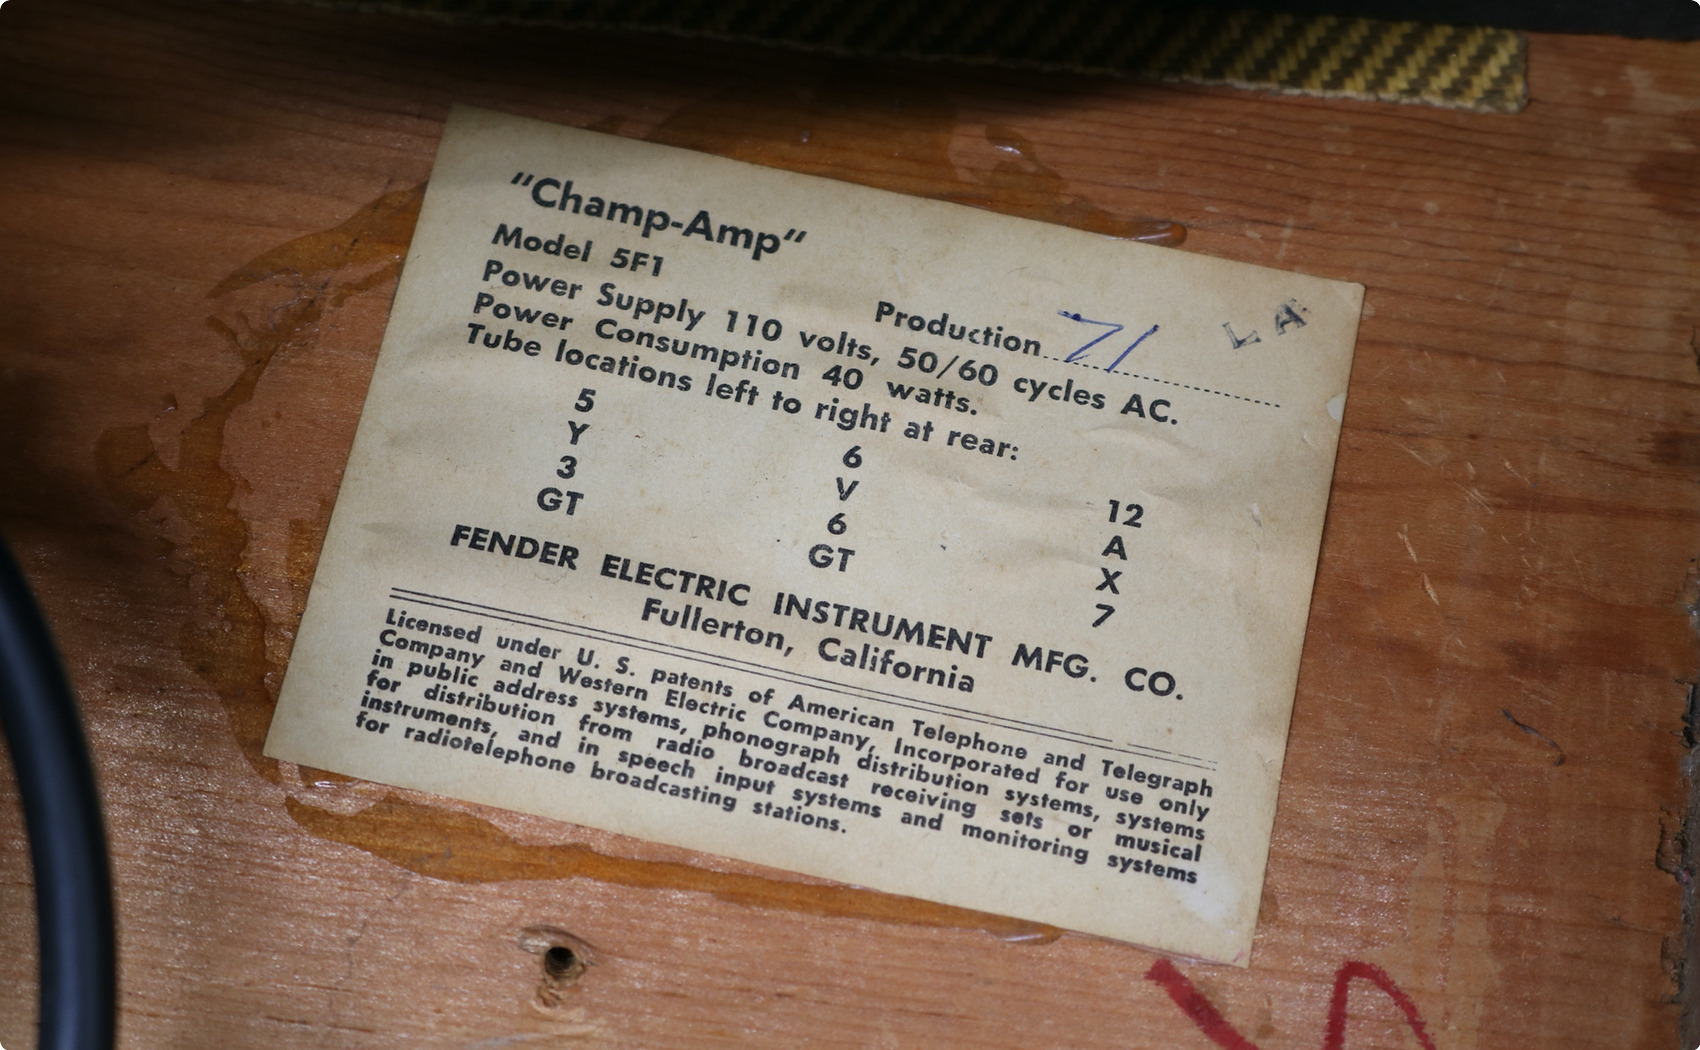 "Champ-Amp"
Model 5F1
Production 71 LA
Power Supply 110 volts, 50/60 cycles AC.
Power Consumption 40 watts.
Tube locations left to right at rear:
5 6 12
Y V A
3 6 X
GT GT 7
FENDER ELECTRIC INSTRUMENT MFG. CO.
Fullerton, California
Licensed under U. S. patents of American Telephone and Telegraph
Company and Western Electric Company, Incorporated for use only
in public address systems, phonograph distribution systems, systems
for distribution from radio broadcast receiving sets or musical
instruments, and in speech input systems and monitoring systems
for radiotelephone broadcasting stations.